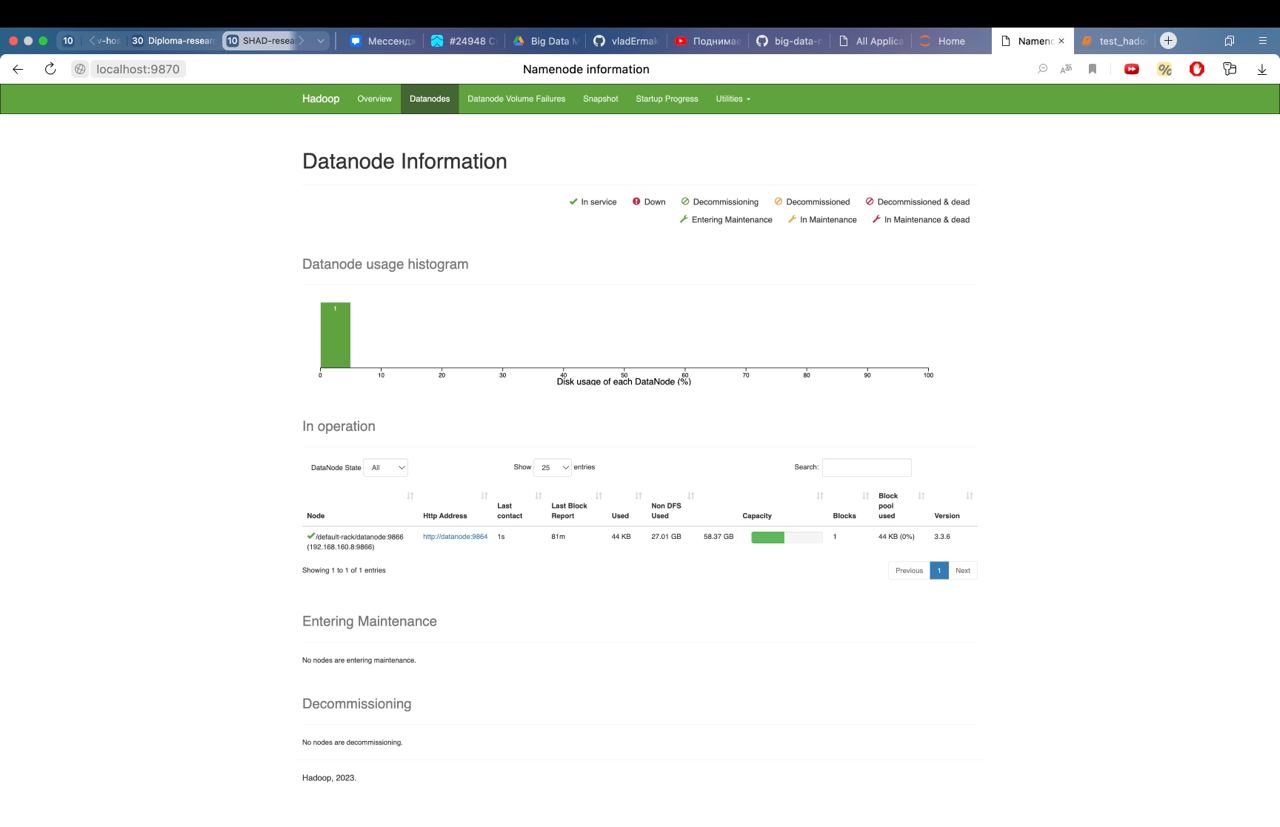 10 v-hos 30 Diploma-resear 10 SHAD-resear Мессендж #24948 C Big Data M vladErmak Поднимае big-data- All Applica Home Nameno test_hado
localhost:9870 Namenode information
Hadoop Overview Datanodes Datanode Volume Failures Snapshot Startup Progress Utilities
Datanode Information
In service Down Decommissioning Decommissioned Decommissioned & dead
Entering Maintenance In Maintenance In Maintenance & dead
Datanode usage histogram
1
0 10 20 30 40 50 60 70 80 90 100
Disk usage of each DataNode (%)
In operation
DataNode State All Show 25 entries Search:
Node Http Address Last contact Last Block Report Used Non DFS Used Capacity Blocks Block pool used Version
/default-rack/datanode:9866 http://datanode:9864 1s 81m 44 KB 27.01 GB 58.37 GB 1 44 KB (0%) 3.3.6
(192.168.160.8:9866)
Showing 1 to 1 of 1 entries Previous 1 Next
Entering Maintenance
No nodes are entering maintenance.
Decommissioning
No nodes are decommissioning.
Hadoop, 2023.